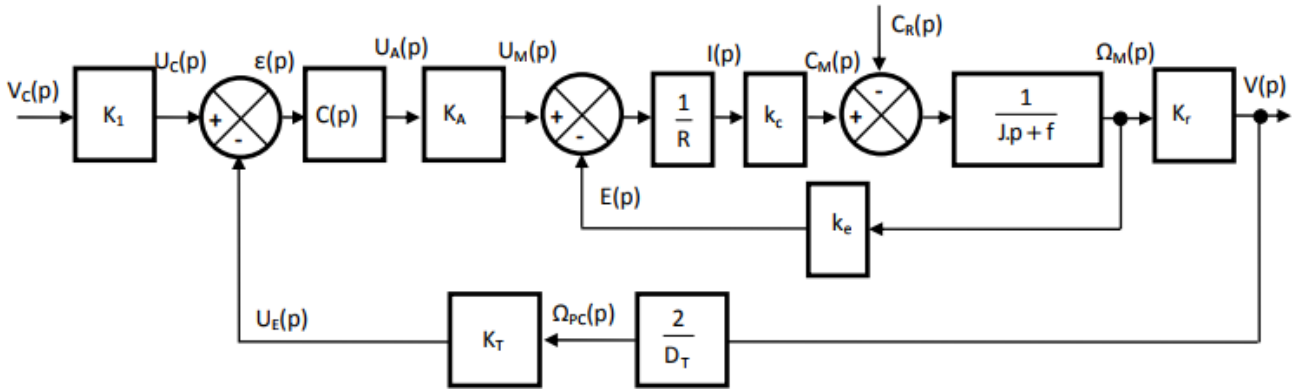 C_R(p)
V_C(p) K_1 U_C(p) + - ε(p) C(p) U_A(p) K_A U_M(p) + - 1/R I(p) k_c C_M(p) + - 1/(J.p + f) Ω_M(p) K_r V(p)
E(p) k_e
U_E(p) K_T Ω_PC(p) 2/D_T